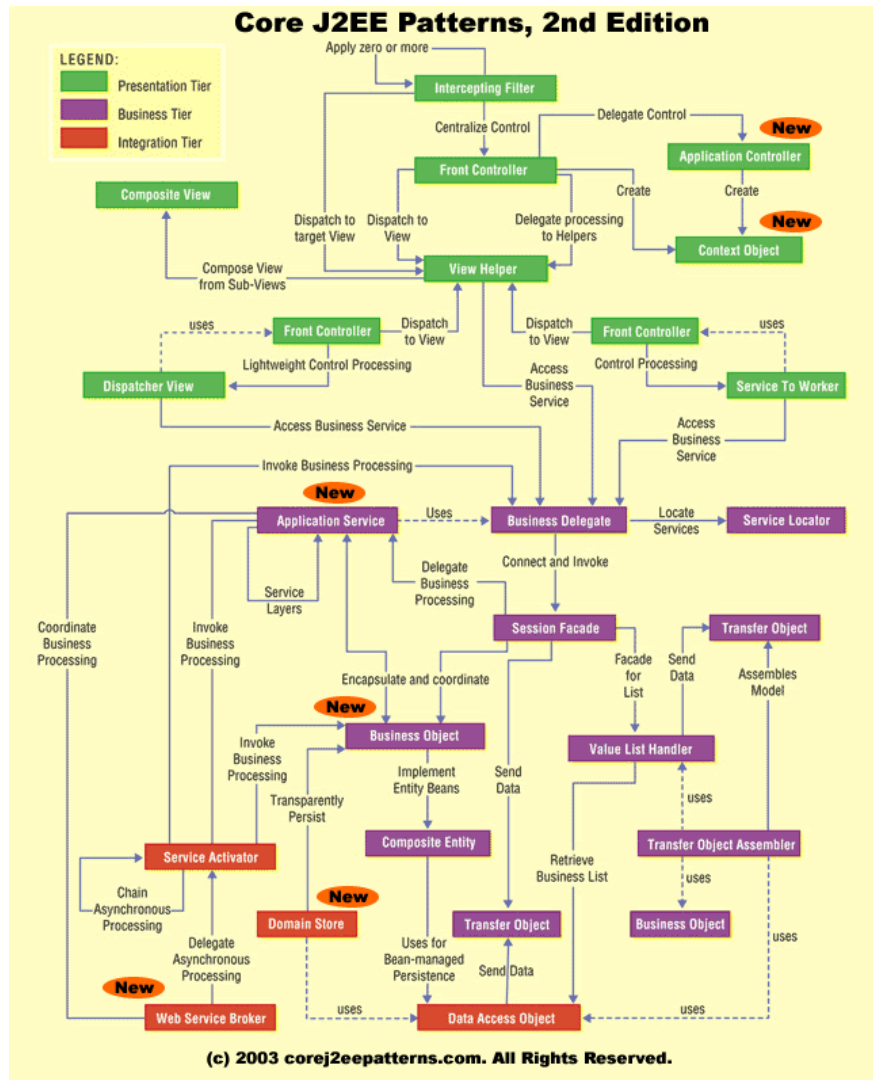 Core J2EE Patterns, 2nd Edition
LEGEND:
Presentation Tier
Business Tier
Integration Tier
Apply zero or more
Intercepting Filter
Centralize Control
Delegate Control
New
Front Controller
Application Controller
Composite View
Create
Create
Dispatch to
target View
Dispatch to
View
Delegate processing
to Helpers
New
Context Object
Compose View
from Sub-Views
View Helper
uses
Front Controller
Dispatch
to View
Dispatch
to View
Front Controller
uses
Lightweight Control Processing
Access
Business
Service
Control Processing
Dispatcher View
Service To Worker
Access Business Service
Access
Business
Service
Invoke Business Processing
New
Application Service
Uses
Business Delegate
Locate
Services
Service Locator
Connect and Invoke
Service
Layers
Delegate
Business
Processing
Coordinate
Business
Processing
Invoke
Business
Processing
Session Facade
Transfer Object
Facade
for
List
Send
Data
Assembles
Model
Encapsulate and coordinate
New
Business Object
Invoke
Business
Processing
Value List Handler
Implement
Entity Beans
Send
Data
Transparently
Persist
uses
Composite Entity
Transfer Object Assembler
Service Activator
Retrieve
Business List
uses
Chain
Asynchronous
Processing
New
Domain Store
Transfer Object
Business Object
Delegate
Asynchronous
Processing
Uses for
Bean-managed
Persistence
uses
Send Data
New
Web Service Broker
uses
Data Access Object
uses
(c) 2003 corej2eepatterns.com. All Rights Reserved.